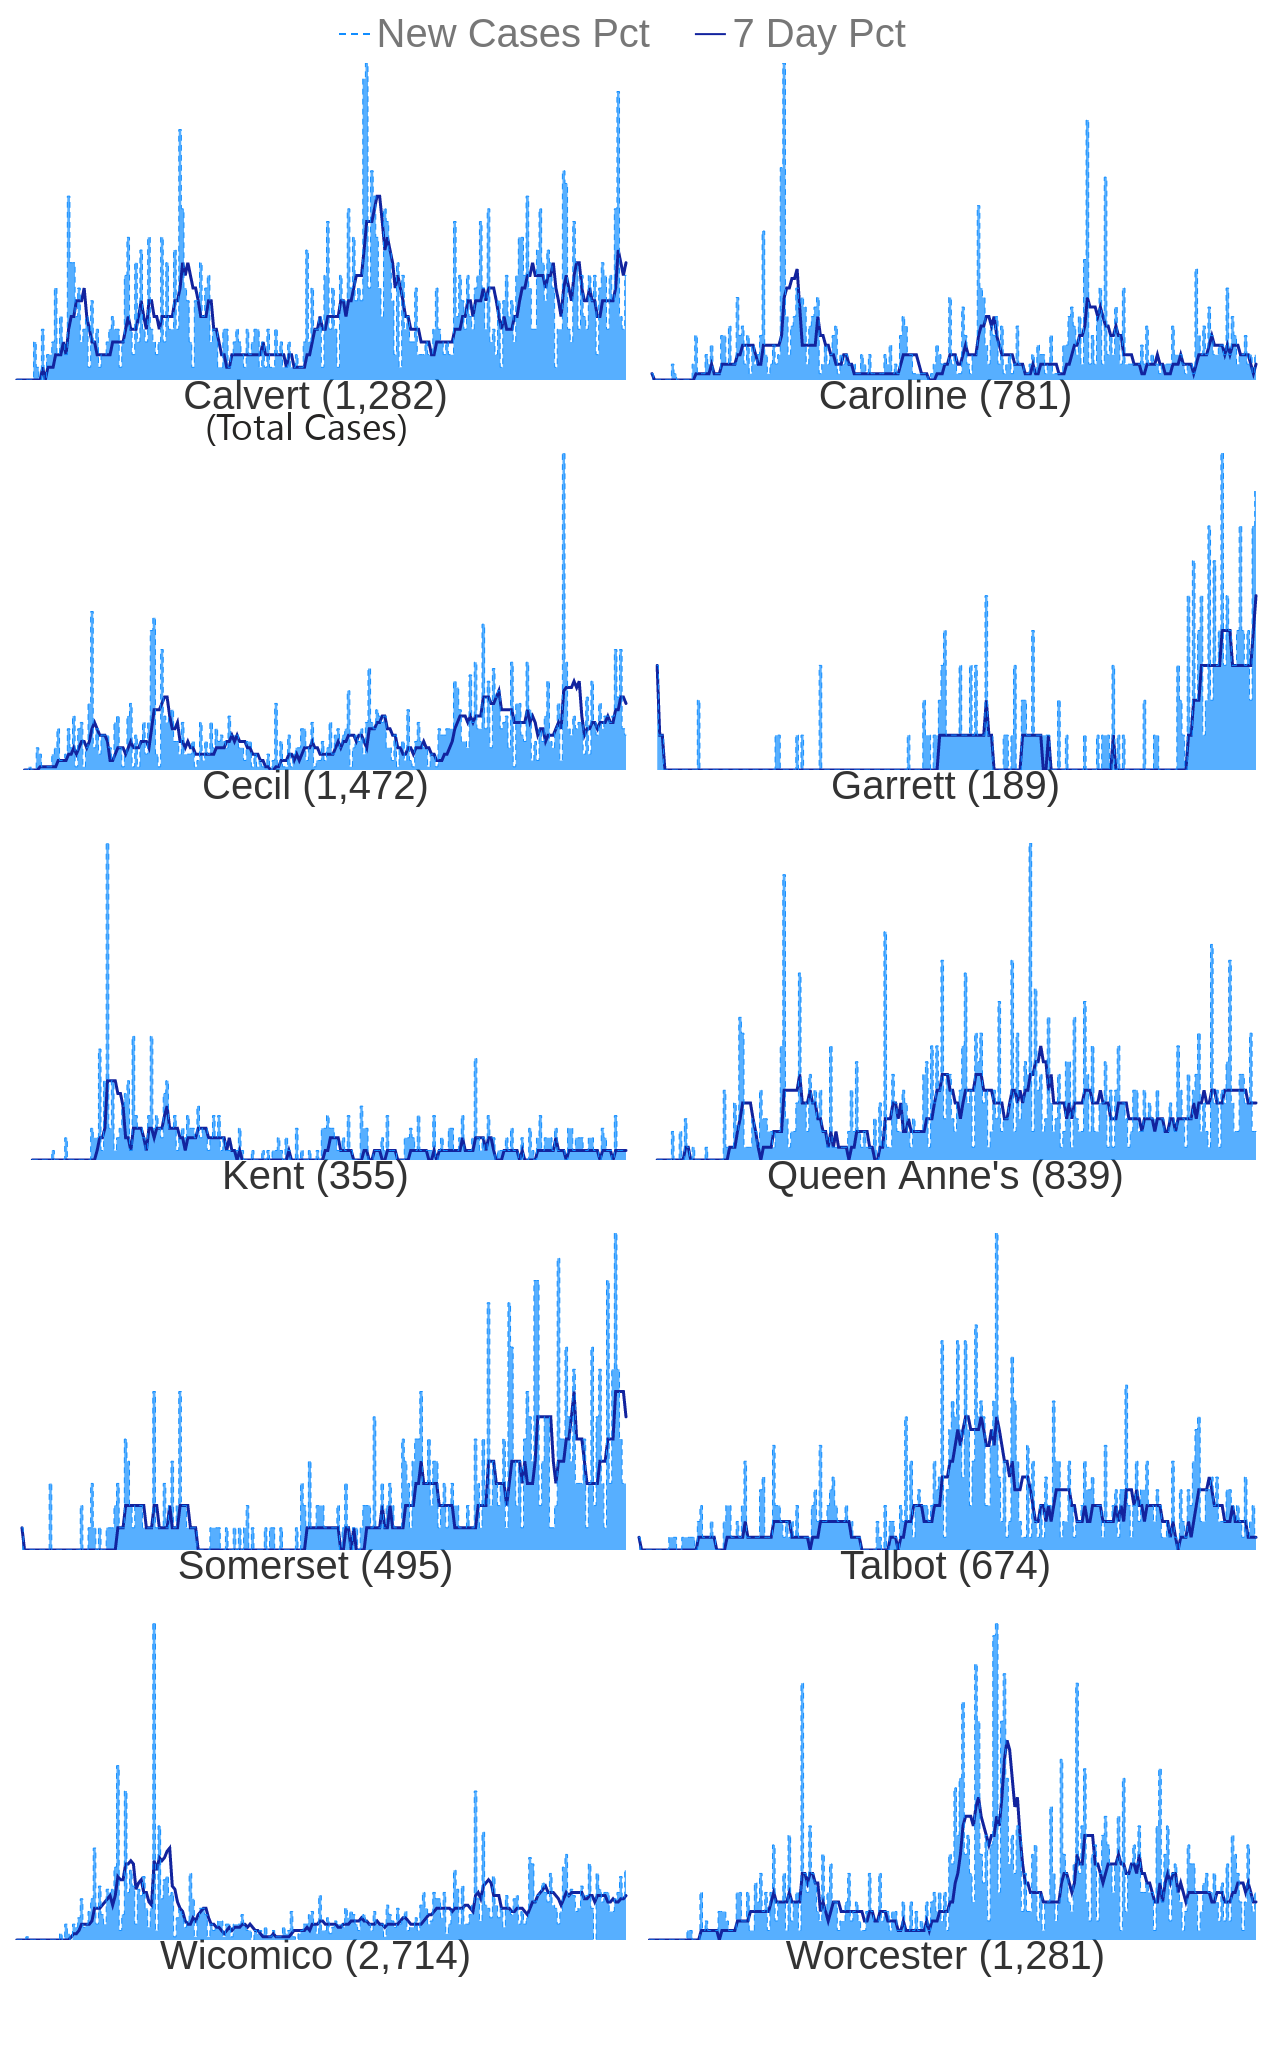 New Cases Pct 7 Day Pct
Calvert (1,282) Caroline (781)
(Total Cases)
Cecil (1,472) Garrett (189)
Kent (355) Queen Anne's (839)
Somerset (495) Talbot (674)
Wicomico (2,714) Worcester (1,281)